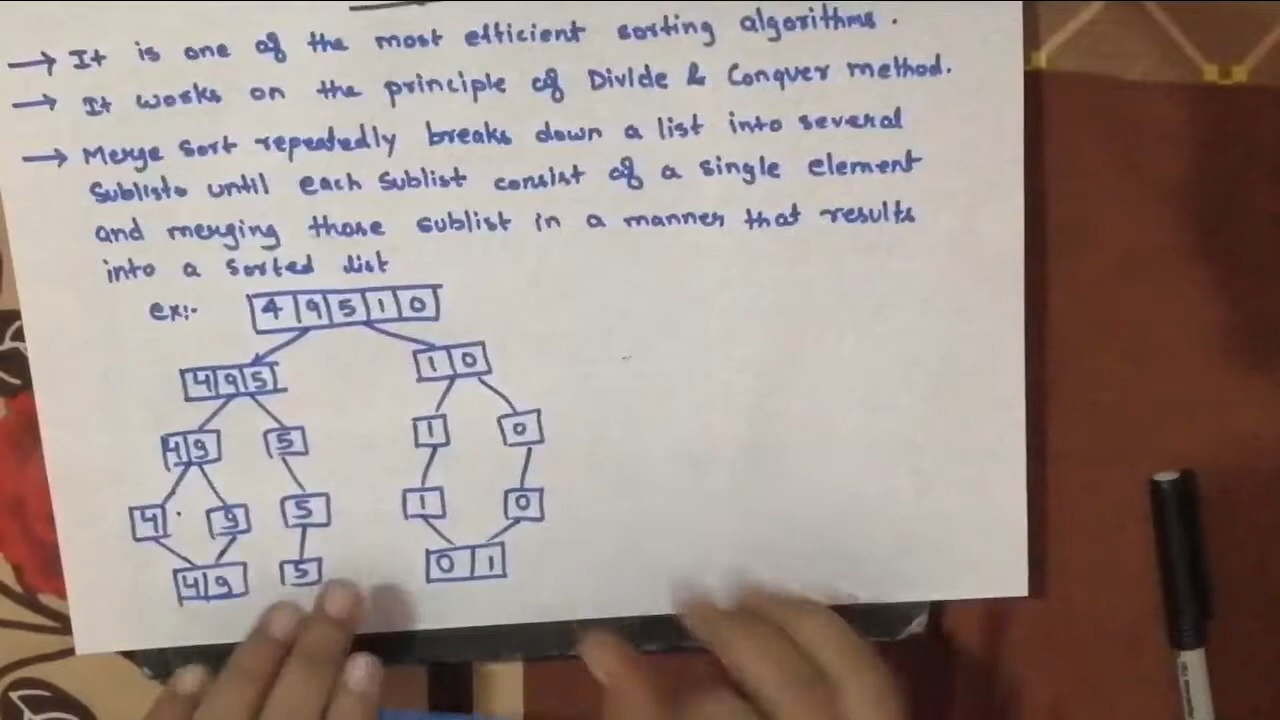 → It is one of the most efficient sorting algorithms.
→ It works on the principle of Divide & Conquer method.
→ Merge sort repeatedly breaks down a list into several
Sublists until each sublist consist of a single element
and merging those sublist in a manner that results
into a sorted list
ex:- 4 9 5 1 0
4 9 5 1 0
4 9 5 1 0
4 9 5 1 0
4 9 5 0 1